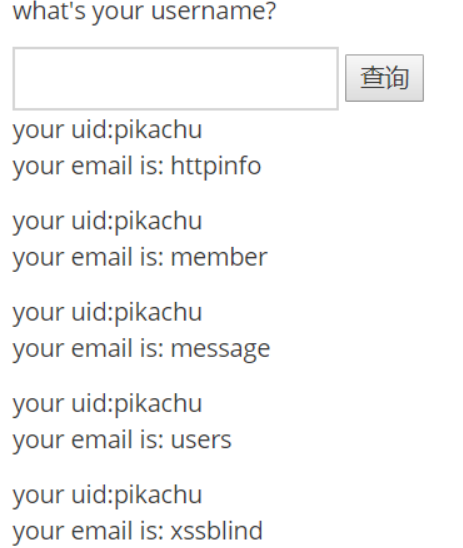 what's your username?
查询
your uid:pikachu
your email is: httpinfo
your uid:pikachu
your email is: member
your uid:pikachu
your email is: message
your uid:pikachu
your email is: users
your uid:pikachu
your email is: xssblind